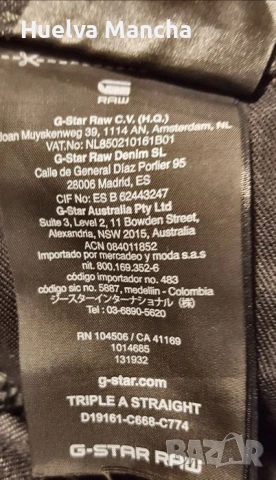 Huelva Mancha
RAW
G-Star Raw C.V. (H.Q.)
Joan Muyskenweg 39, 1114 AN, Amsterdam, NL
VAT.No: NL850210161B01
G-Star Raw Denim SL
Calle de General Díaz Porlier 95
28006 Madrid, ES
CIF No: ES B 62443247
G-Star Australia Pty Ltd
Suite 3, Level 2, 11 Bowden Street,
Alexandria, NSW 2015, Australia
ACN 084011852
Importado por mercadeo y moda s.a.s
nit. 800.169.352-6
código importador no. 483
código sic no. 5887, medellin - Colombia
ジースターインターナショナル (株)
Tel: 03-6890-5620
RN 104506 / CA 41169
1014685
131932
g-star.com
TRIPLE A STRAIGHT
D19161-C668-C774
G-STAR RAW
BAZAR